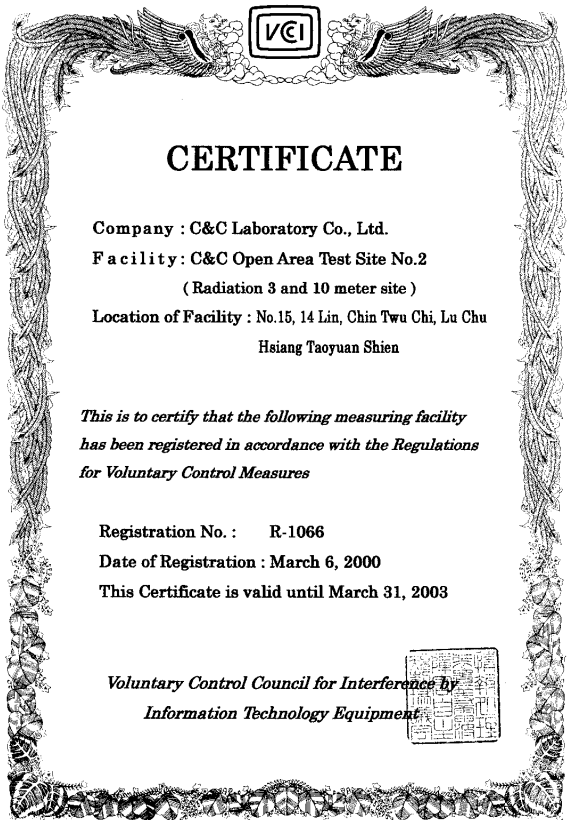 VCCI
CERTIFICATE
Company : C&C Laboratory Co., Ltd.
Facility : C&C Open Area Test Site No.2
( Radiation 3 and 10 meter site )
Location of Facility : No.15, 14 Lin, Chin Twu Chi, Lu Chu
Hsiang Taoyuan Shien
This is to certify that the following measuring facility
has been registered in accordance with the Regulations
for Voluntary Control Measures
Registration No. : R-1066
Date of Registration : March 6, 2000
This Certificate is valid until March 31, 2003
Voluntary Control Council for Interference by
Information Technology Equipment